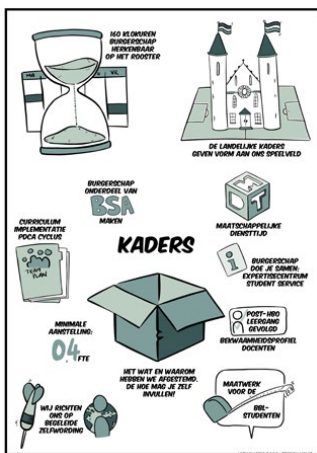 160 KLOKUREN
BURGERSCHAP
HERKENBAAR
OP HET ROOSTER
DE LANDELIJKE KADERS
GEVEN VORM AAN ONS SPEELVELD
BURGERSCHAP
ONDERDEEL VAN
BSA
MAKEN
MDT
MAATSCHAPPELIJKE
DIENSTTIJD
CURRICULUM
IMPLEMENTATIE
PDCA CYCLUS
TEAM
PLAN
KADERS
i
BURGERSCHAP
DOE JE SAMEN:
EXPERTISECENTRUM
STUDENT SERVICE
MINIMALE
AANSTELLING:
0.4 FTE
POST-HBO
LEERGANG
GEVOLGD
BEKWAAMHEIDSPROFIEL
DOCENTEN
HET WAT EN WAAROM
HEBBEN WE AFGESTEMD.
DE HOE MAG JE ZELF
INVULLEN!
MAATWERK
VOOR DE
BBL-
STUDENTEN
WIJ RICHTEN
ONS OP
BEGELEIDE
ZELFWORDING